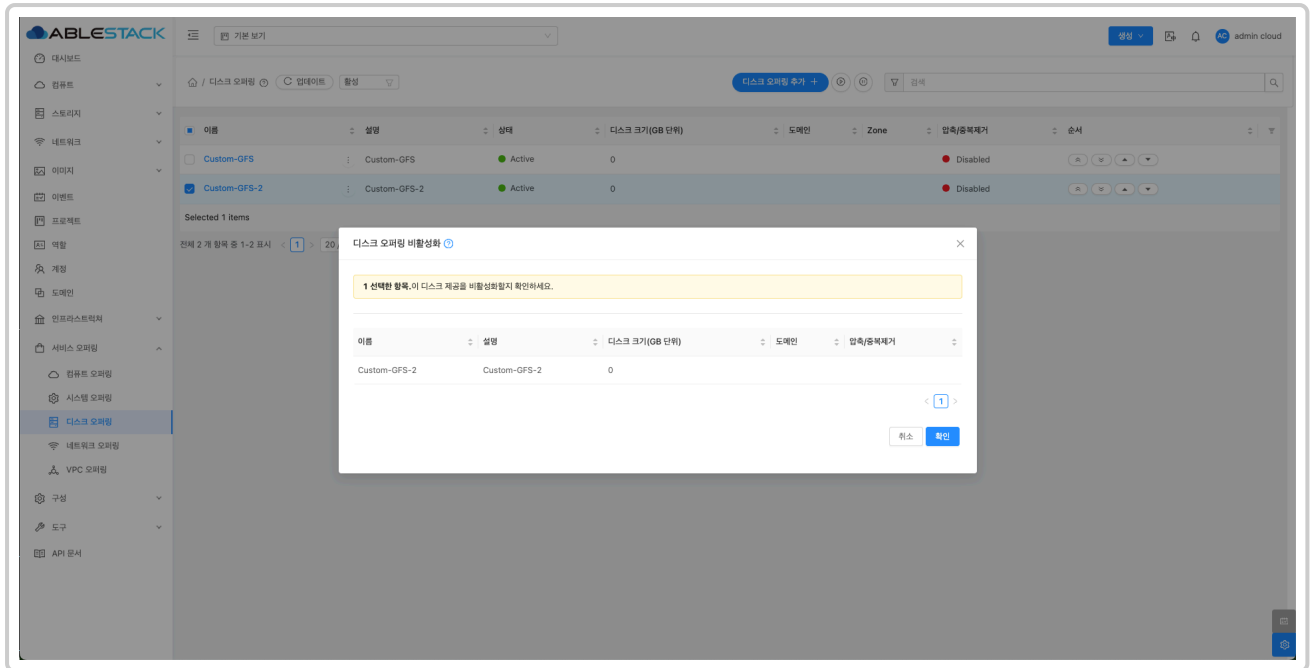 ABLESTACK
기본 보기
생성
AC admin cloud
대시보드
컴퓨트
스토리지
네트워크
이미지
이벤트
프로젝트
역할
계정
도메인
인프라스트럭쳐
서비스 오퍼링
컴퓨트 오퍼링
시스템 오퍼링
디스크 오퍼링
네트워크 오퍼링
VPC 오퍼링
구성
도구
API 문서
/ 디스크 오퍼링 업데이트 활성
디스크 오퍼링 추가 +
검색
이름 설명 상태 디스크 크기(GB 단위) 도메인 Zone 압축/중복제거 순서
Custom-GFS Custom-GFS Active 0 Disabled
Custom-GFS-2 Custom-GFS-2 Active 0 Disabled
Selected 1 items
전체 2 개 항목 중 1-2 표시 < 1 > 20 /
디스크 오퍼링 비활성화
1 선택한 항목.이 디스크 제공을 비활성화할지 확인하세요.
이름 설명 디스크 크기(GB 단위) 도메인 압축/중복제거
Custom-GFS-2 Custom-GFS-2 0
< 1 >
취소 확인